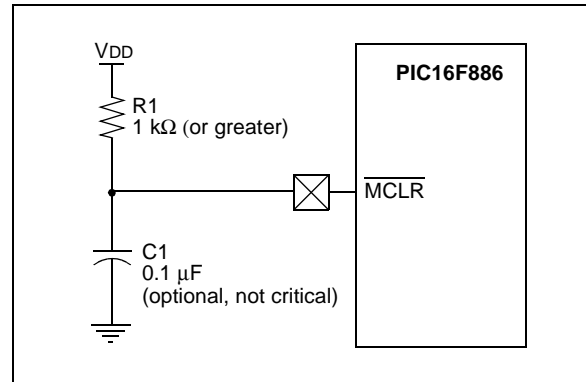 VDD
PIC16F886
R1
1 kΩ (or greater)
MCLR
C1
0.1 μF
(optional, not critical)